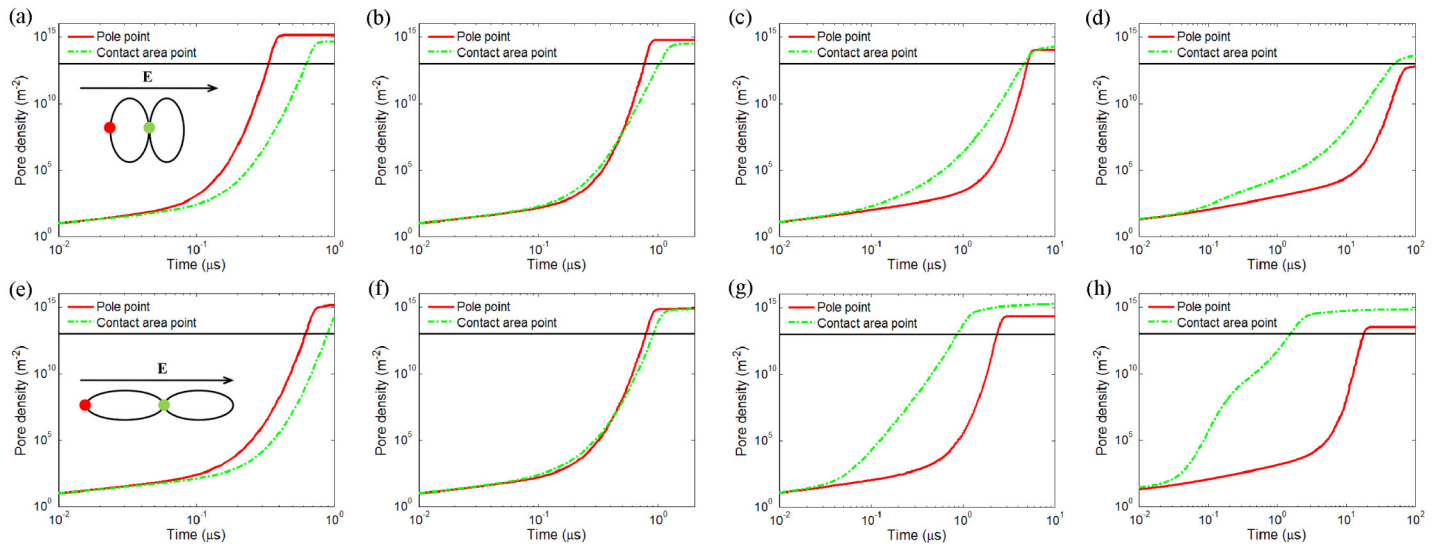 (a)
Pore density (m⁻²)
10¹⁵
10¹⁰
10⁵
10⁰
Pole point
Contact area point
E
10⁻²
10⁻¹
10⁰
Time (μs)
(b)
Pore density (m⁻²)
10¹⁵
10¹⁰
10⁵
10⁰
Pole point
Contact area point
10⁻²
10⁻¹
10⁰
Time (μs)
(c)
Pore density (m⁻²)
10¹⁵
10¹⁰
10⁵
10⁰
Pole point
Contact area point
10⁻²
10⁻¹
10⁰
10¹
Time (μs)
(d)
Pore density (m⁻²)
10¹⁵
10¹⁰
10⁵
10⁰
Pole point
Contact area point
10⁻²
10⁻¹
10⁰
10¹
10²
Time (μs)
(e)
Pore density (m⁻²)
10¹⁵
10¹⁰
10⁵
10⁰
Pole point
Contact area point
E
10⁻²
10⁻¹
10⁰
Time (μs)
(f)
Pore density (m⁻²)
10¹⁵
10¹⁰
10⁵
10⁰
Pole point
Contact area point
10⁻²
10⁻¹
10⁰
Time (μs)
(g)
Pore density (m⁻²)
10¹⁵
10¹⁰
10⁵
10⁰
Pole point
Contact area point
10⁻²
10⁻¹
10⁰
10¹
Time (μs)
(h)
Pore density (m⁻²)
10¹⁵
10¹⁰
10⁵
10⁰
Pole point
Contact area point
10⁻²
10⁻¹
10⁰
10¹
10²
Time (μs)